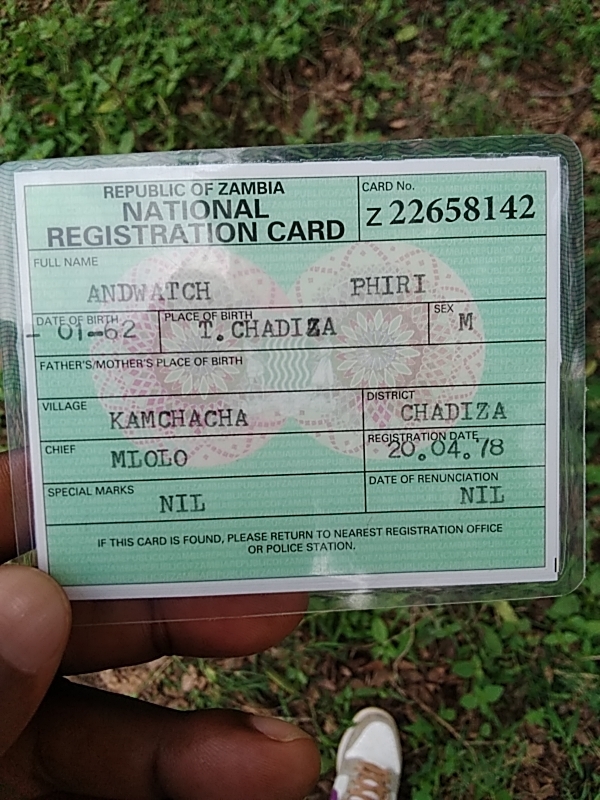 REPUBLIC OF ZAMBIA
NATIONAL
REGISTRATION CARD
CARD No.
Z 22658142
FULL NAME
ANDWATCH PHIRI
DATE OF BIRTH
- 01-62
PLACE OF BIRTH
T. CHADIZA
SEX
M
FATHER'S/MOTHER'S PLACE OF BIRTH
VILLAGE
KAMCHACHA
DISTRICT
CHADIZA
CHIEF
MLOLO
REGISTRATION DATE
20.04.78
SPECIAL MARKS
NIL
DATE OF RENUNCIATION
NIL
IF THIS CARD IS FOUND, PLEASE RETURN TO NEAREST REGISTRATION OFFICE
OR POLICE STATION.